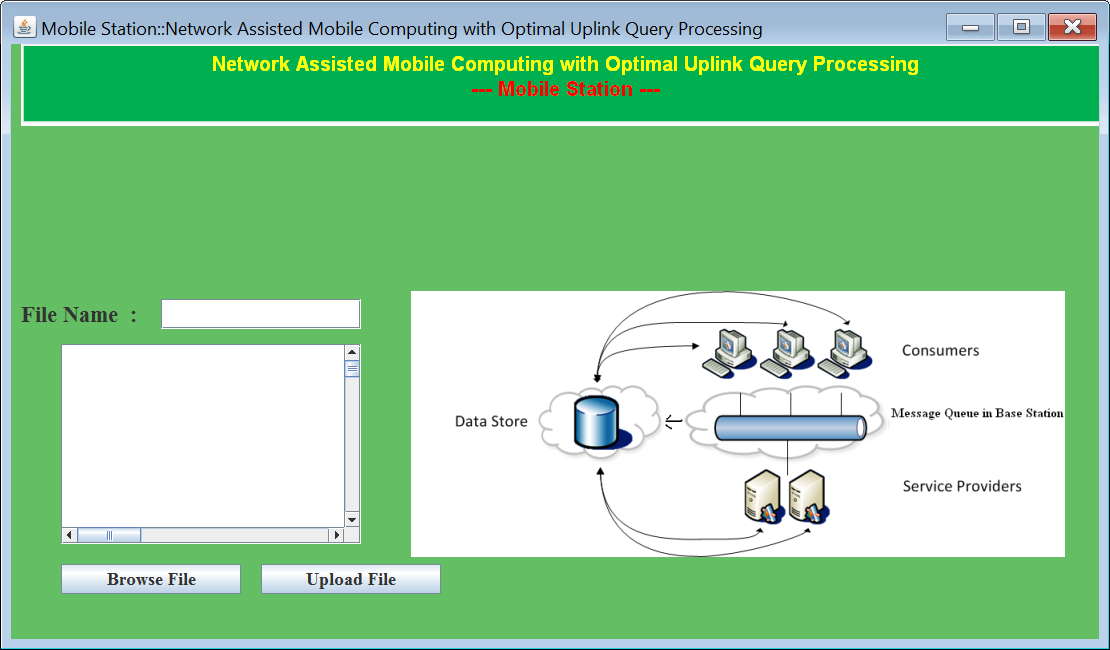 Mobile Station::Network Assisted Mobile Computing with Optimal Uplink Query Processing
Network Assisted Mobile Computing with Optimal Uplink Query Processing
--- Mobile Station ---
File Name :
Consumers
Data Store
Message Queue in Base Station
Service Providers
Browse File
Upload File